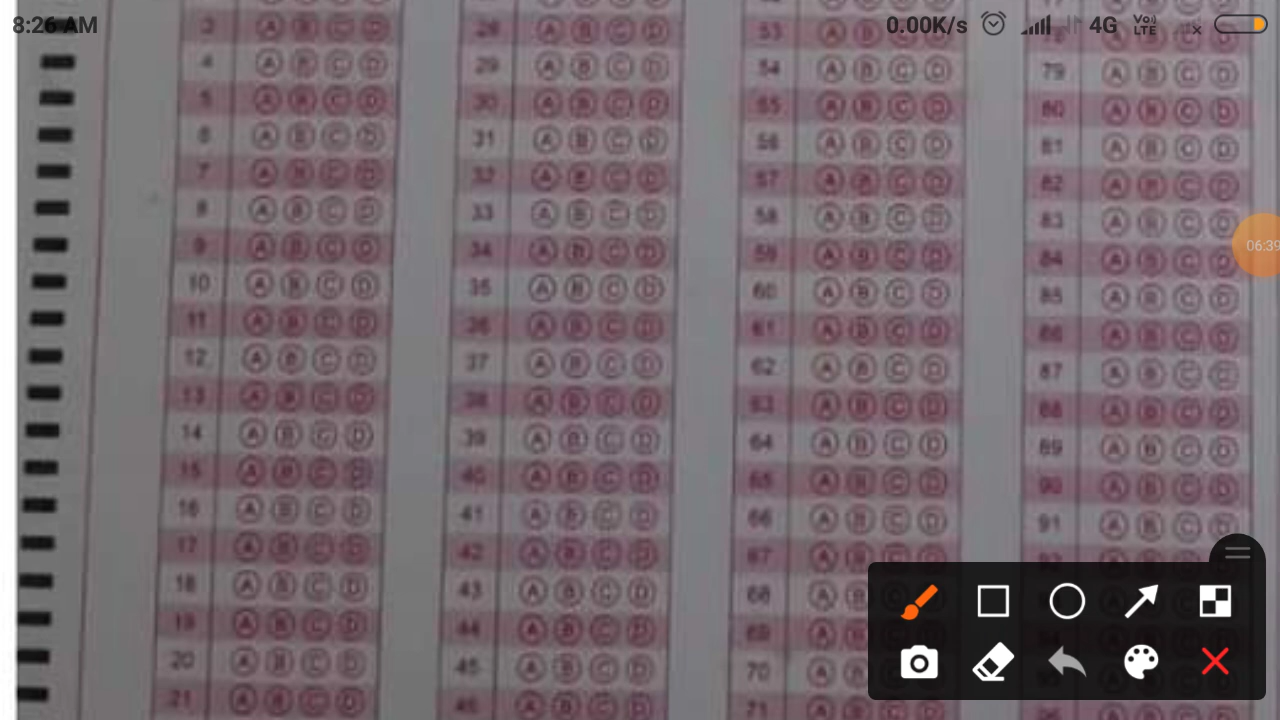 8:26 AM 0.00K/s 4G Vo) LTE
3 A B C D 28 A B C D 53 A B
4 A B C D 29 A B C D 54 A B C D 79 A B C D
5 A B C D 30 A B C D 55 A B C D 80 A B C D
6 A B C D 31 A B C D 56 A B C D 81 A B C D
7 A B C D 32 A B C D 57 A B C D 82 A B C D
8 A B C D 33 A B C D 58 A B C D 83 A B C D
9 A B C D 34 A B C D 59 A B C D 84 A B C D 06:39
10 A B C D 35 A B C D 60 A B C D 85 A B C D
11 A B C D 36 A B C D 61 A B C D 86 A B C D
12 A B C D 37 A B C D 62 A B C D 87 A B C D
13 A B C D 38 A B C D 63 A B C D 88 A B C D
14 A B C D 39 A B C D 64 A B C D 89 A B C D
15 A B C D 40 A B C D 65 A B C D 90 A B C D
16 A B C D 41 A B C D 66 A B C D 91 A B C D
17 A B C D 42 A B C D 67 A B C D
18 A B C D 43 A B C D 68 A B
19 A B C D 44 A B C D 69 A B
20 A B C D 45 A B C D 70 A B
21 A B C D 46 A B C D 71 A B